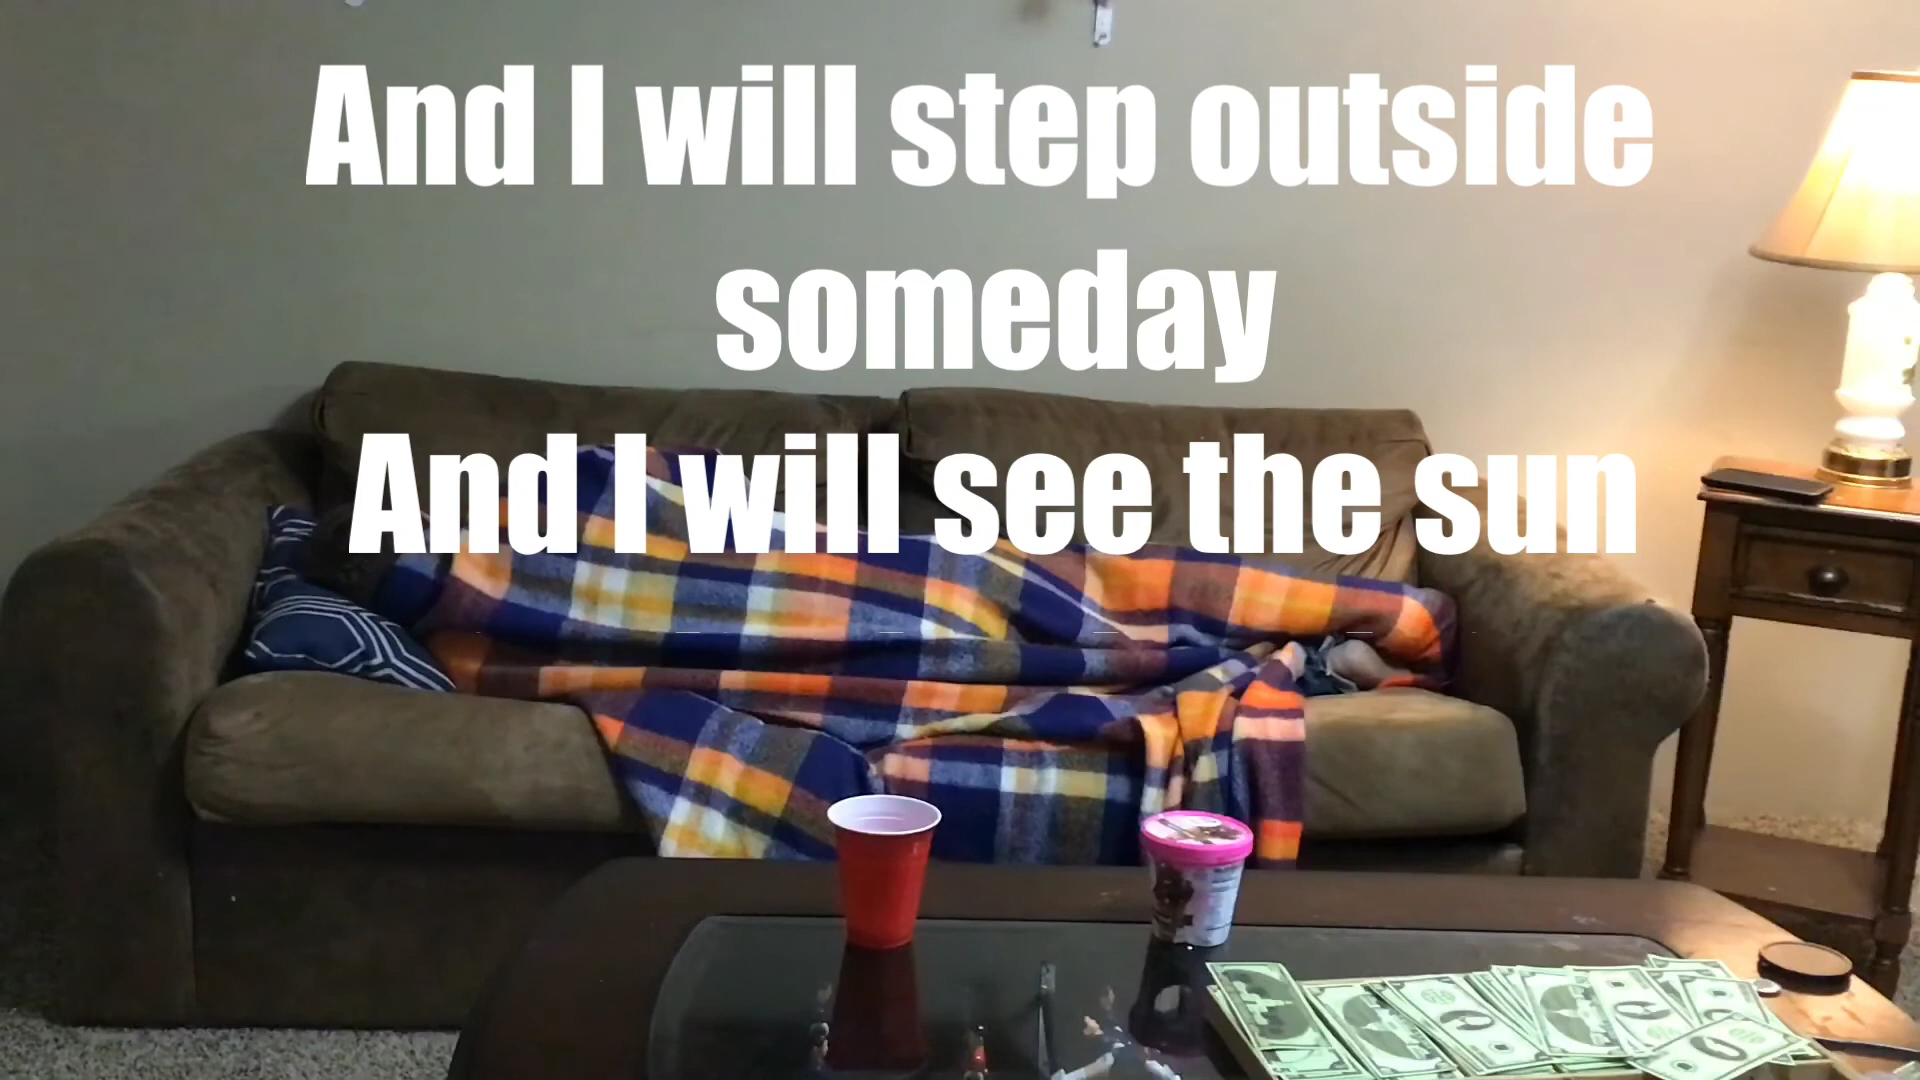 And I will step outside
someday
And I will see the sun